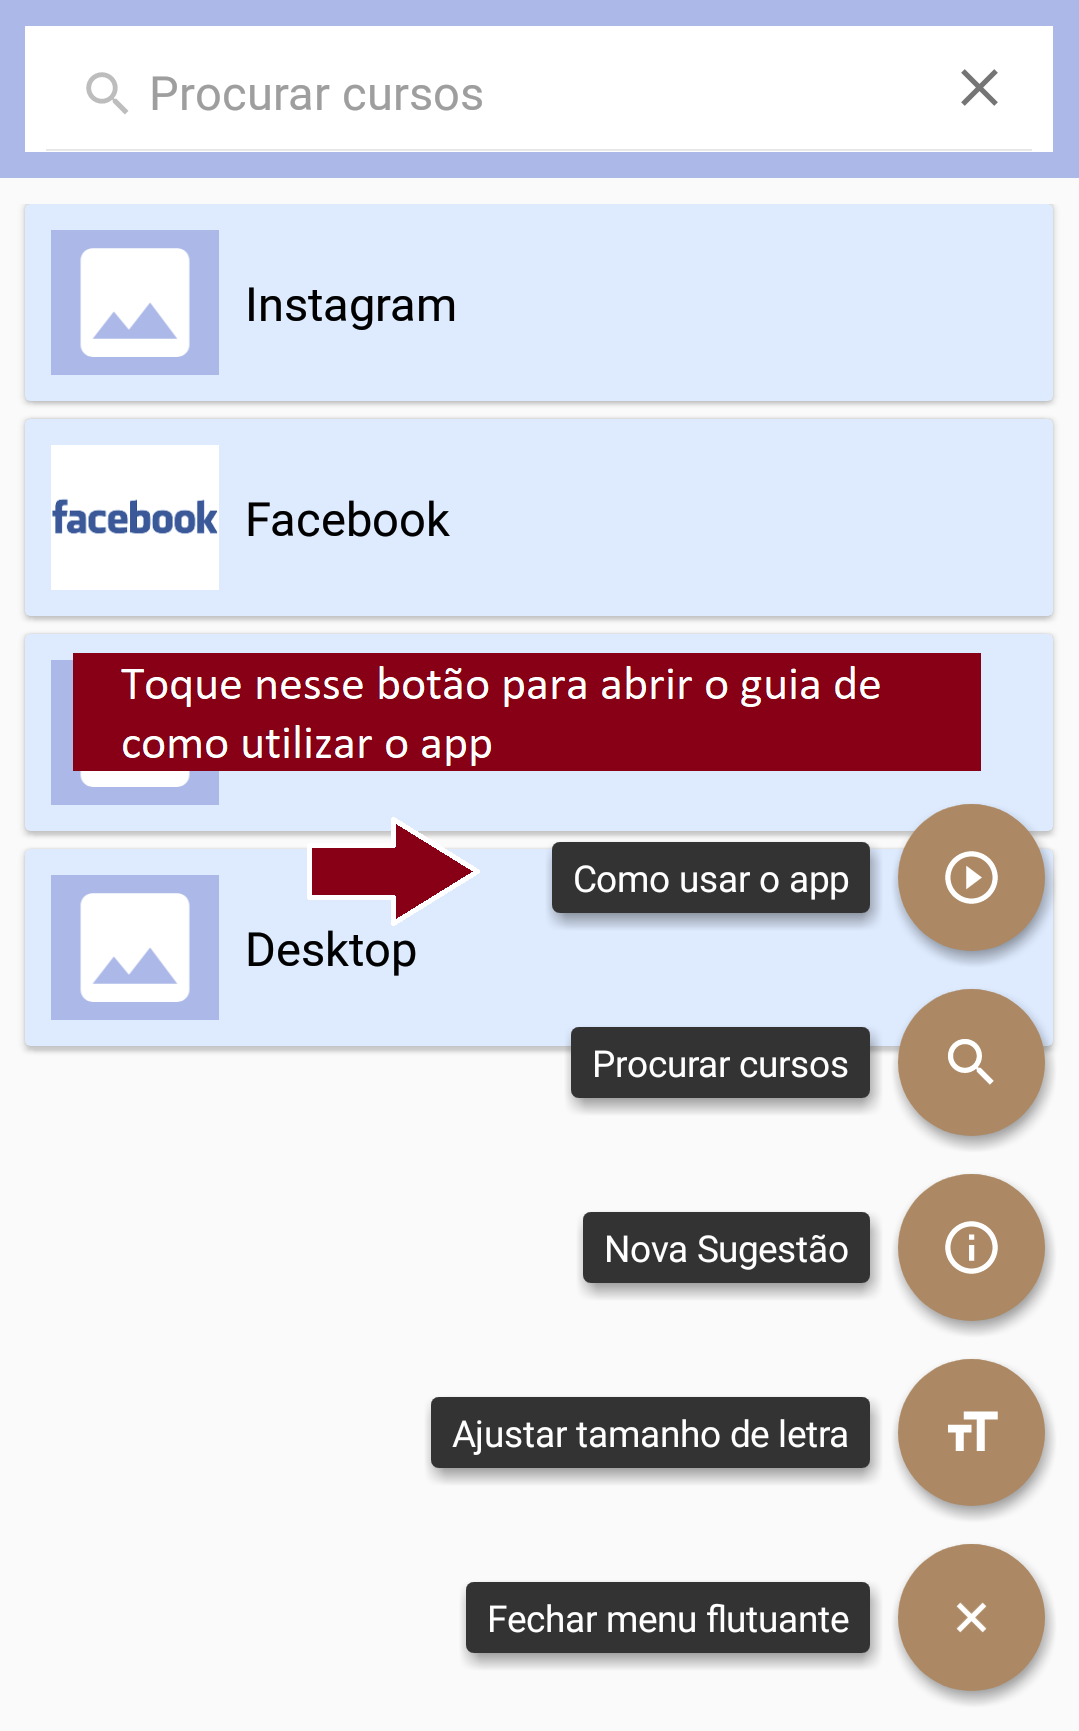 Procurar cursos
Instagram
facebook
Facebook
Toque nesse botão para abrir o guia de
como utilizar o app
Como usar o app
Desktop
Procurar cursos
Nova Sugestão
Ajustar tamanho de letra
Fechar menu flutuante